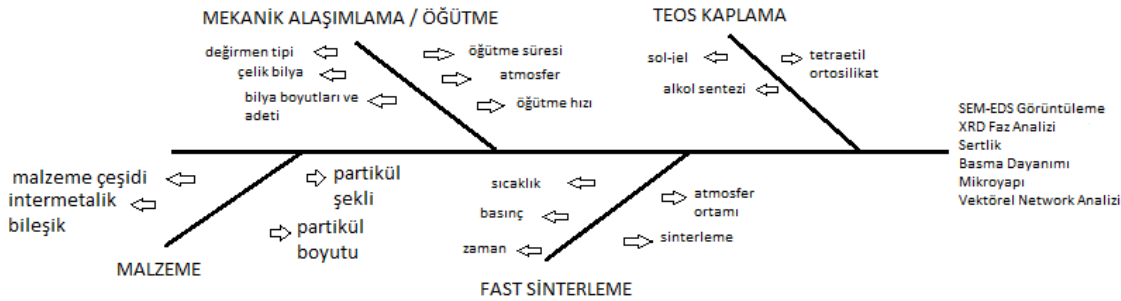 MEKANİK ALAŞIMLAMA / ÖĞÜTME
değirmen tipi
çelik bilya
bilya boyutları ve
adeti
öğütme süresi
atmosfer
öğütme hızı
TEOS KAPLAMA
sol-jel
alkol sentezi
tetraetil
ortosilikat
malzeme çeşidi
intermetalik
bileşik
partikül
şekli
partikül
boyutu
MALZEME
sıcaklık
basınç
zaman
atmosfer
ortamı
sinterleme
FAST SİNTERLEME
SEM-EDS Görüntüleme
XRD Faz Analizi
Sertlik
Basma Dayanımı
Mikroyapı
Vektörel Network Analizi